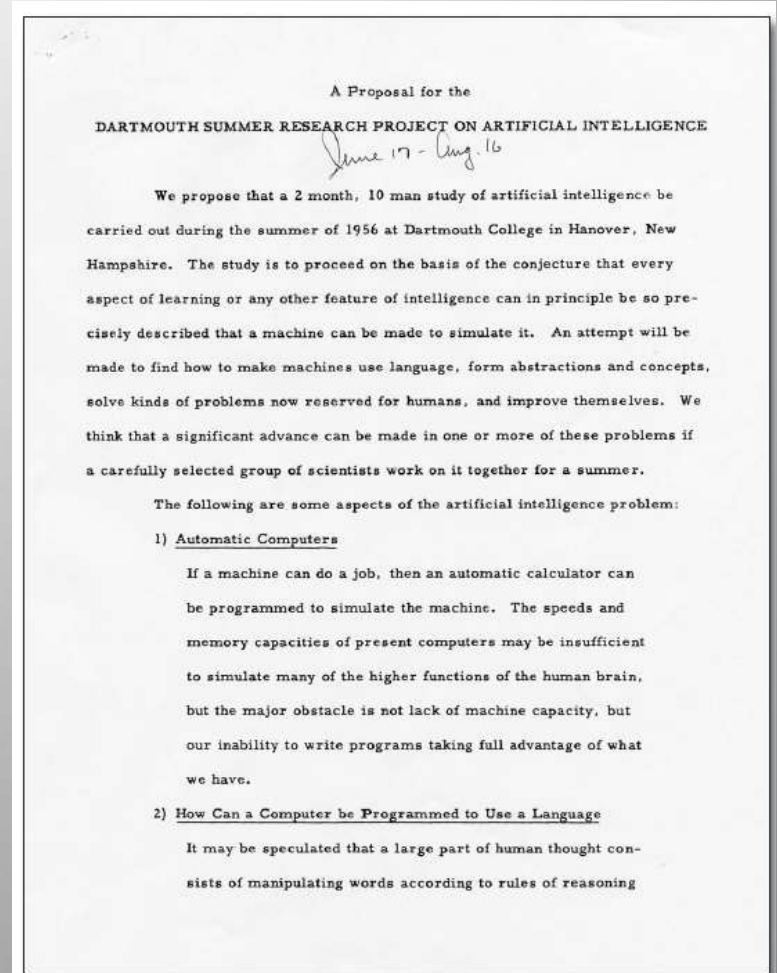 A Proposal for the
DARTMOUTH SUMMER RESEARCH PROJECT ON ARTIFICIAL INTELLIGENCE
June 17 - Aug. 16
We propose that a 2 month, 10 man study of artificial intelligence be
carried out during the summer of 1956 at Dartmouth College in Hanover, New
Hampshire. The study is to proceed on the basis of the conjecture that every
aspect of learning or any other feature of intelligence can in principle be so pre-
cisely described that a machine can be made to simulate it. An attempt will be
made to find how to make machines use language, form abstractions and concepts,
solve kinds of problems now reserved for humans, and improve themselves. We
think that a significant advance can be made in one or more of these problems if
a carefully selected group of scientists work on it together for a summer.
The following are some aspects of the artificial intelligence problem:
1) Automatic Computers
If a machine can do a job, then an automatic calculator can
be programmed to simulate the machine. The speeds and
memory capacities of present computers may be insufficient
to simulate many of the higher functions of the human brain,
but the major obstacle is not lack of machine capacity, but
our inability to write programs taking full advantage of what
we have.
2) How Can a Computer be Programmed to Use a Language
It may be speculated that a large part of human thought con-
sists of manipulating words according to rules of reasoning